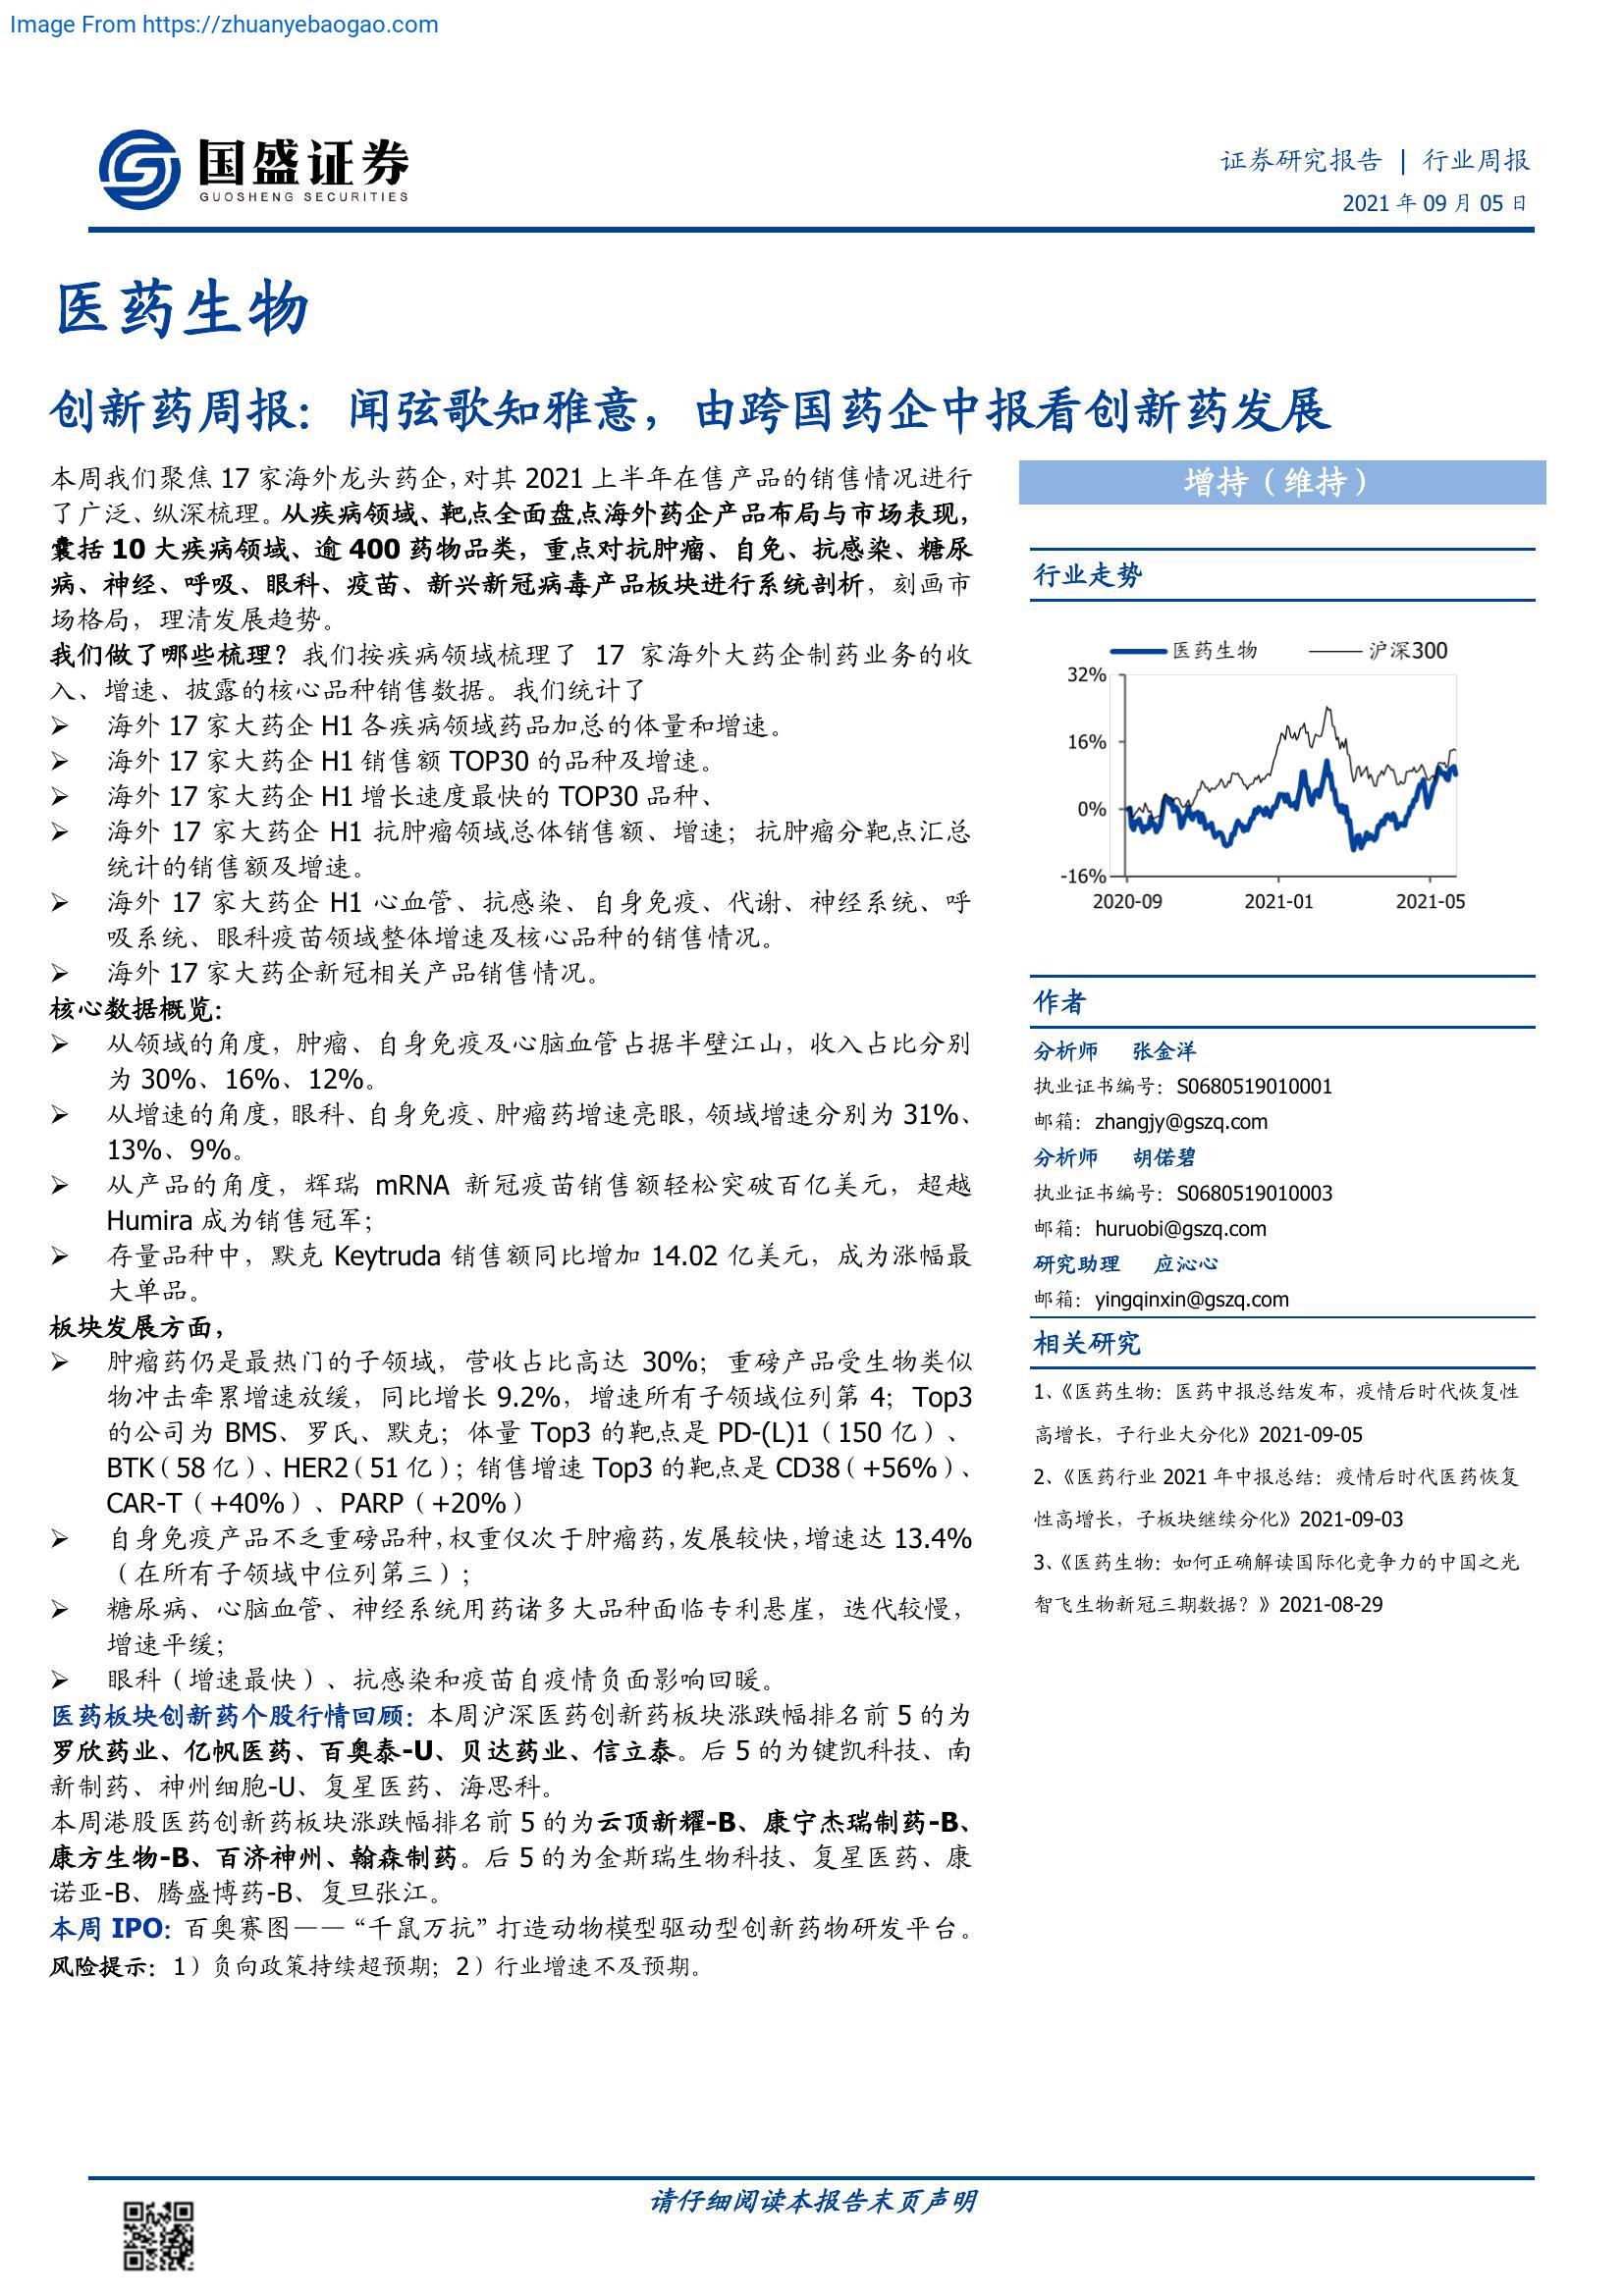 Image From https://zhuanyebaogao.com
国盛证券
GUOSHENG SECURITIES
证券研究报告 | 行业周报
2021 年 09 月 05 日
医药生物
创新药周报：闻弦歌知雅意，由跨国药企中报看创新药发展
本周我们聚焦 17 家海外龙头药企，对其 2021 上半年在售产品的销售情况进行
了广泛、纵深梳理。从疾病领域、靶点全面盘点海外药企产品布局与市场表现，
囊括 10 大疾病领域、逾 400 药物品类，重点对抗肿瘤、自免、抗感染、糖尿
病、神经、呼吸、眼科、疫苗、新兴新冠病毒产品板块进行系统剖析，刻画市
场格局，理清发展趋势。
我们做了哪些梳理？我们按疾病领域梳理了 17 家海外大药企制药业务的收
入、增速、披露的核心品种销售数据。我们统计了
➢ 海外 17 家大药企 H1 各疾病领域药品加总的体量和增速。
➢ 海外 17 家大药企 H1 销售额 TOP30 的品种及增速。
➢ 海外 17 家大药企 H1 增长速度最快的 TOP30 品种、
➢ 海外 17 家大药企 H1 抗肿瘤领域总体销售额、增速；抗肿瘤分靶点汇总
统计的销售额及增速。
➢ 海外 17 家大药企 H1 心血管、抗感染、自身免疫、代谢、神经系统、呼
吸系统、眼科疫苗领域整体增速及核心品种的销售情况。
➢ 海外 17 家大药企新冠相关产品销售情况。
核心数据概览：
➢ 从领域的角度，肿瘤、自身免疫及心脑血管占据半壁江山，收入占比分别
为 30%、16%、12%。
➢ 从增速的角度，眼科、自身免疫、肿瘤药增速亮眼，领域增速分别为 31%、
13%、9%。
➢ 从产品的角度，辉瑞 mRNA 新冠疫苗销售额轻松突破百亿美元，超越
Humira 成为销售冠军；
➢ 存量品种中，默克 Keytruda 销售额同比增加 14.02 亿美元，成为涨幅最
大单品。
板块发展方面，
➢ 肿瘤药仍是最热门的子领域，营收占比高达 30%；重磅产品受生物类似
物冲击牵累增速放缓，同比增长 9.2%，增速所有子领域位列第 4；Top3
的公司为 BMS、罗氏、默克；体量 Top3 的靶点是 PD-(L)1（150 亿）、
BTK（58 亿）、HER2（51 亿）；销售增速 Top3 的靶点是 CD38（+56%）、
CAR-T（+40%）、PARP（+20%）
➢ 自身免疫产品不乏重磅品种，权重仅次于肿瘤药，发展较快，增速达 13.4%
（在所有子领域中位列第三）；
➢ 糖尿病、心脑血管、神经系统用药诸多大品种面临专利悬崖，迭代较慢，
增速平缓；
➢ 眼科（增速最快）、抗感染和疫苗自疫情负面影响回暖。
医药板块创新药个股行情回顾：本周沪深医药创新药板块涨跌幅排名前 5 的为
罗欣药业、亿帆医药、百奥泰-U、贝达药业、信立泰。后 5 的为键凯科技、南
新制药、神州细胞-U、复星医药、海思科。
本周港股医药创新药板块涨跌幅排名前 5 的为云顶新耀-B、康宁杰瑞制药-B、
康方生物-B、百济神州、翰森制药。后 5 的为金斯瑞生物科技、复星医药、康
诺亚-B、腾盛博药-B、复旦张江。
本周 IPO：百奥赛图——“千鼠万抗”打造动物模型驱动型创新药物研发平台。
风险提示：1）负向政策持续超预期；2）行业增速不及预期。
增持（维持）
行业走势
医药生物 沪深300
32%
16%
0%
-16%
2020-09 2021-01 2021-05
作者
分析师 张金洋
执业证书编号：S0680519010001
邮箱：zhangjy@gszq.com
分析师 胡偌碧
执业证书编号：S0680519010003
邮箱：huruobi@gszq.com
研究助理 应沁心
邮箱：yingqinxin@gszq.com
相关研究
1、《医药生物：医药中报总结发布，疫情后时代恢复性
高增长，子行业大分化》2021-09-05
2、《医药行业 2021 年中报总结：疫情后时代医药恢复
性高增长，子板块继续分化》2021-09-03
3、《医药生物：如何正确解读国际化竞争力的中国之光
智飞生物新冠三期数据？》2021-08-29
请仔细阅读本报告末页声明